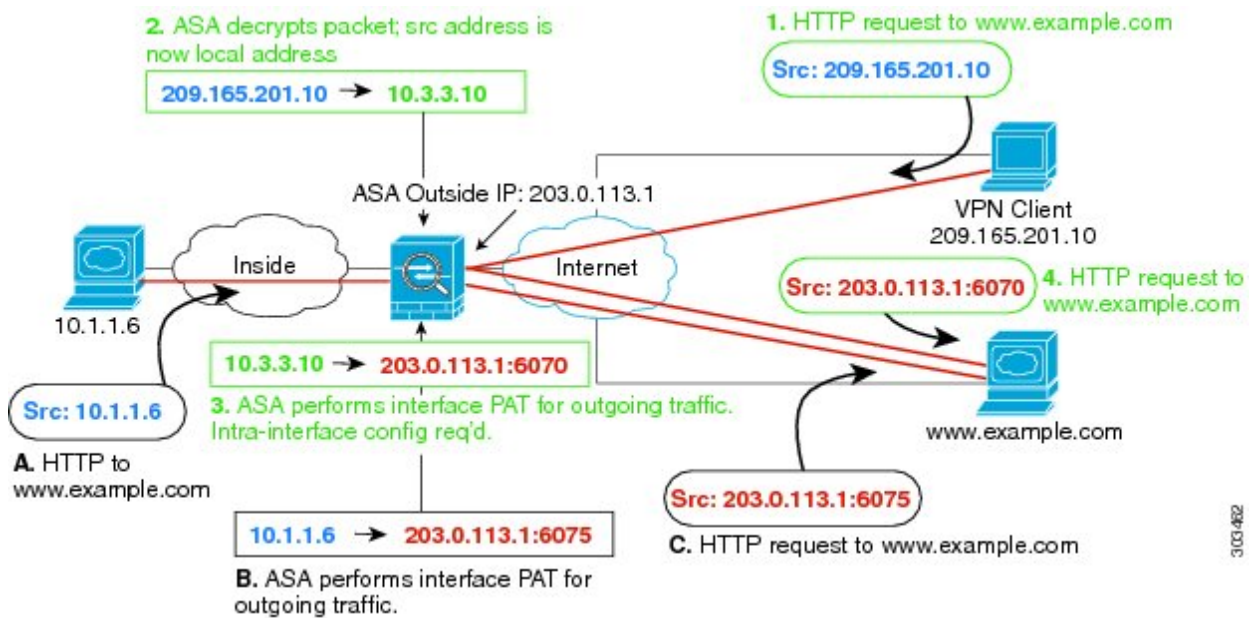 2. ASA decrypts packet; src address is
now local address
209.165.201.10 → 10.3.3.10
1. HTTP request to www.example.com
Src: 209.165.201.10
ASA Outside IP: 203.0.113.1
VPN Client
209.165.201.10
Inside
Internet
10.1.1.6
Src: 203.0.113.1:6070
4. HTTP request to
www.example.com
10.3.3.10 → 203.0.113.1:6070
3. ASA performs interface PAT for outgoing traffic.
Intra-interface config req'd.
Src: 10.1.1.6
A. HTTP to
www.example.com
www.example.com
Src: 203.0.113.1:6075
C. HTTP request to www.example.com
10.1.1.6 → 203.0.113.1:6075
B. ASA performs interface PAT for
outgoing traffic.
303462